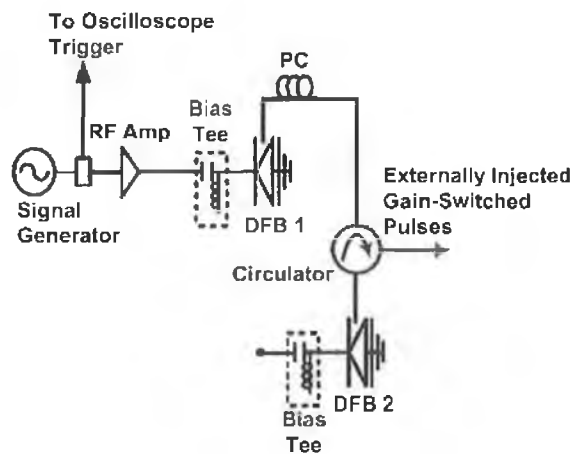 To Oscilloscope
Trigger
PC
Bias
Tee
RF Amp
Signal
Generator
DFB 1
Externally Injected
Gain-Switched
Pulses
Circulator
DFB 2
Bias
Tee